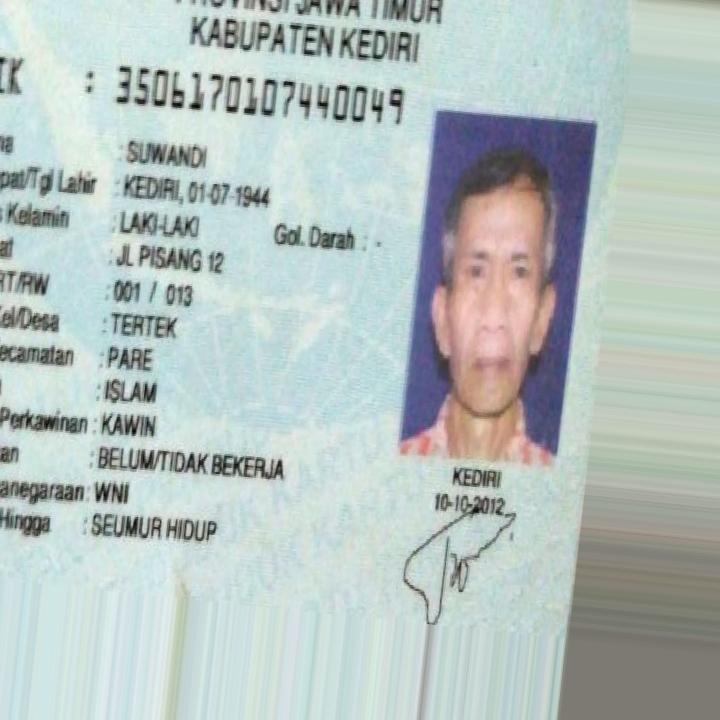 PROVINSI JAWA TIMUR
KABUPATEN KEDIRI
IK : 3506170107440049
na : SUWANDI
pat/Tgl Lahir : KEDIRI, 01-07-1944
s Kelamin : LAKI-LAKI Gol. Darah : -
at : JL PISANG 12
RT/RW : 001 / 013
Kel/Desa : TERTEK
ecamatan : PARE
: ISLAM
Perkawinan : KAWIN
an : BELUM/TIDAK BEKERJA
anegaraan : WNI
Hingga : SEUMUR HIDUP
KEDIRI
10-10-2012